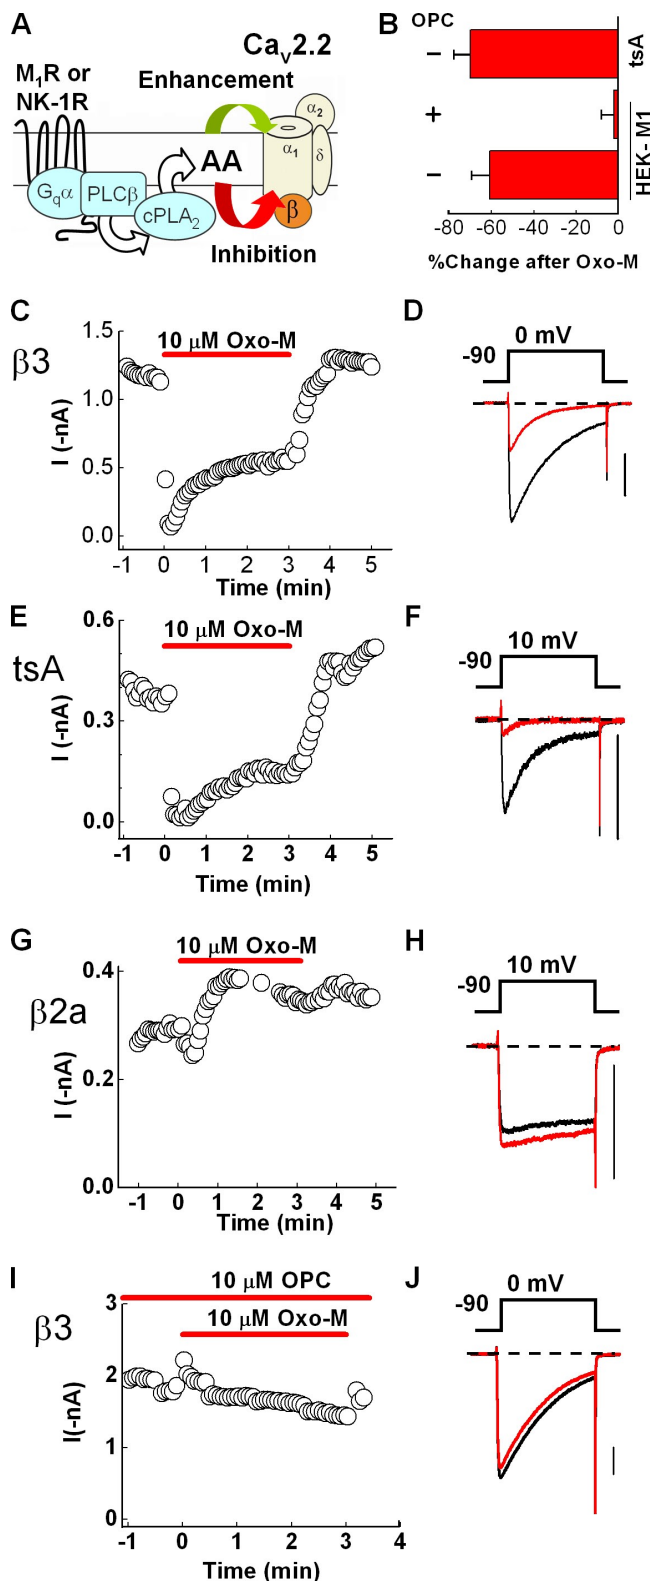 A
Ca_V2.2
M₁R or
NK-1R
Enhancement
α₂
α₁
δ
AA
G_qα
PLCβ
cPLA₂
β
Inhibition
B
OPC
−
+
−
tsA
HEK- M1
-80 -60 -40 -20 0
%Change after Oxo-M
C
β3
10 μM Oxo-M
I (-nA)
1.5
1.0
0.5
0.0
-1 0 1 2 3 4 5
Time (min)
D
0 mV
-90
E
tsA
10 μM Oxo-M
I (-nA)
0.6
0.3
0.0
-1 0 1 2 3 4 5
Time (min)
F
10 mV
-90
G
β2a
10 μM Oxo-M
I (-nA)
0.4
0.2
0.0
-1 0 1 2 3 4 5
Time (min)
H
10 mV
-90
I
β3
10 μM OPC
10 μM Oxo-M
I(-nA)
3
2
1
0
-1 0 1 2 3 4
Time (min)
J
0 mV
-90